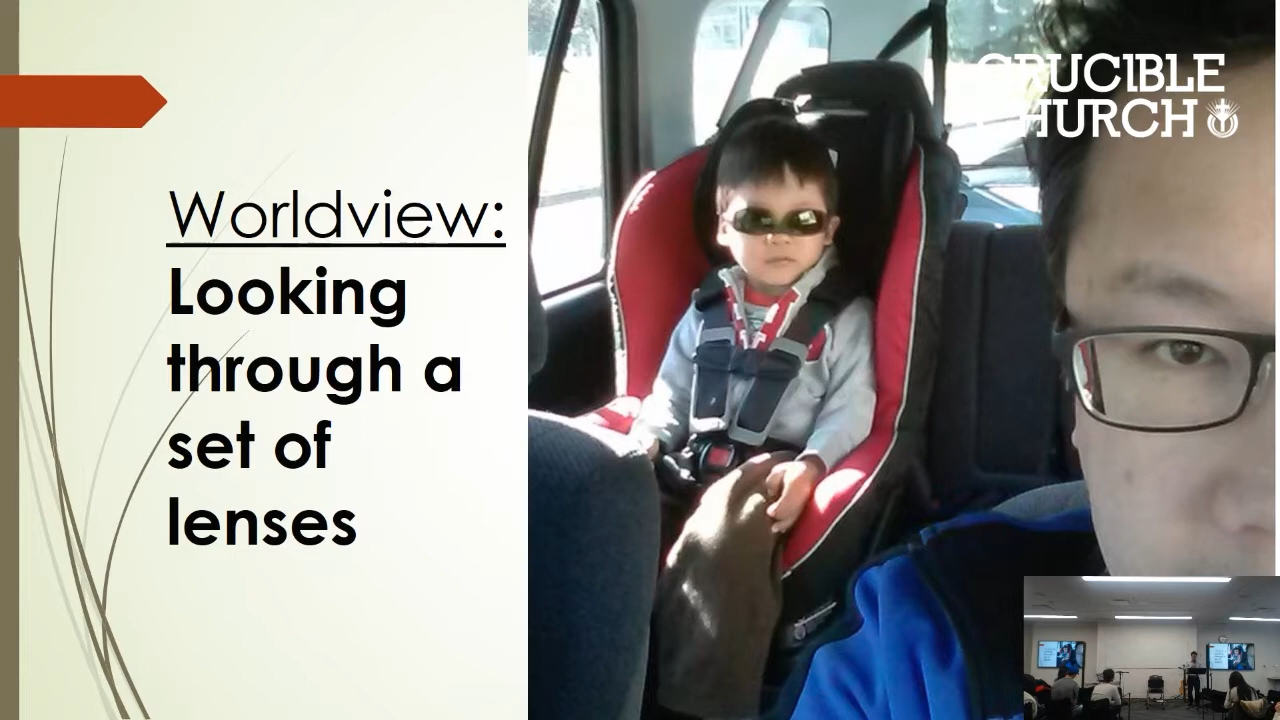 CRUCIBLE
CHURCH
Worldview:
Looking
through a
set of
lenses